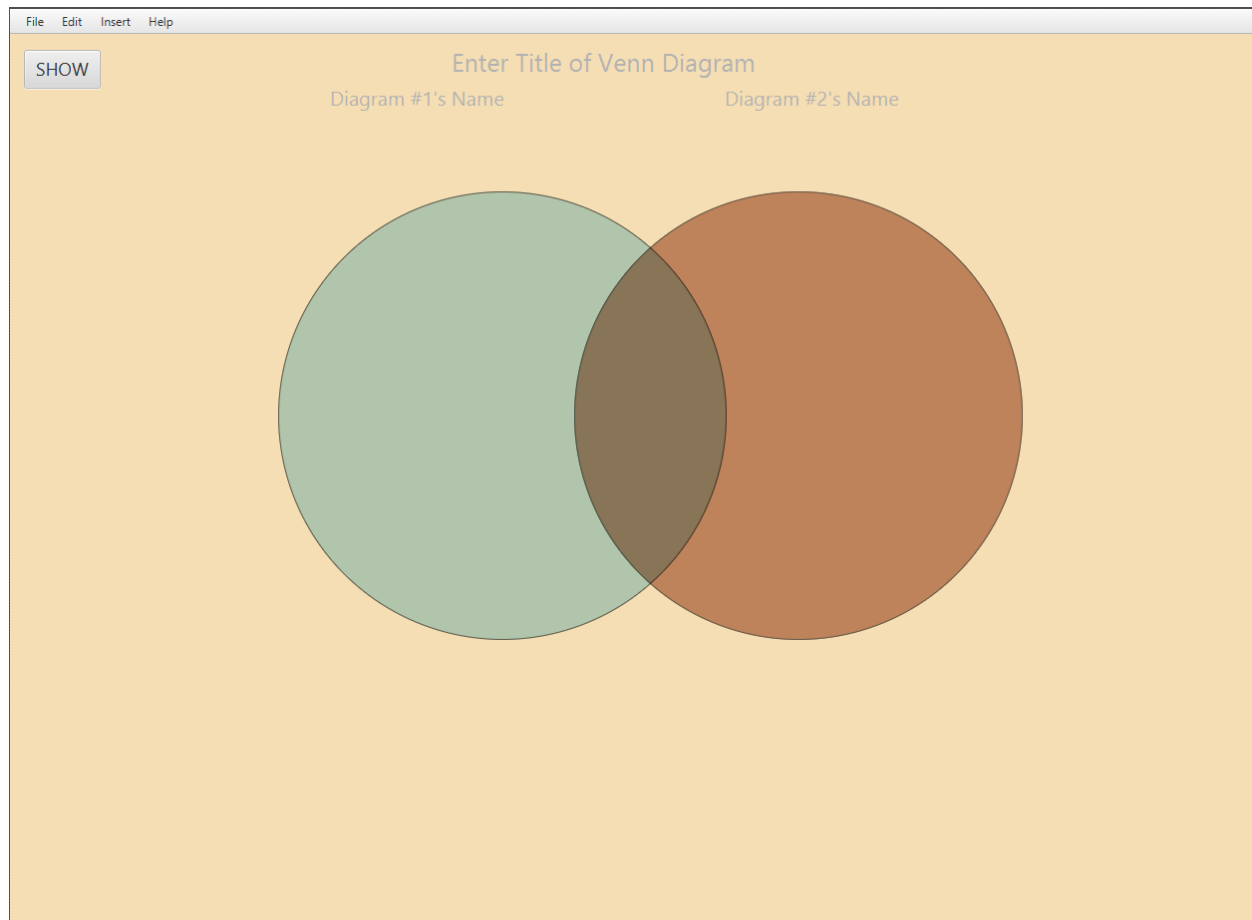 File Edit Insert Help
SHOW
Enter Title of Venn Diagram
Diagram #1's Name Diagram #2's Name